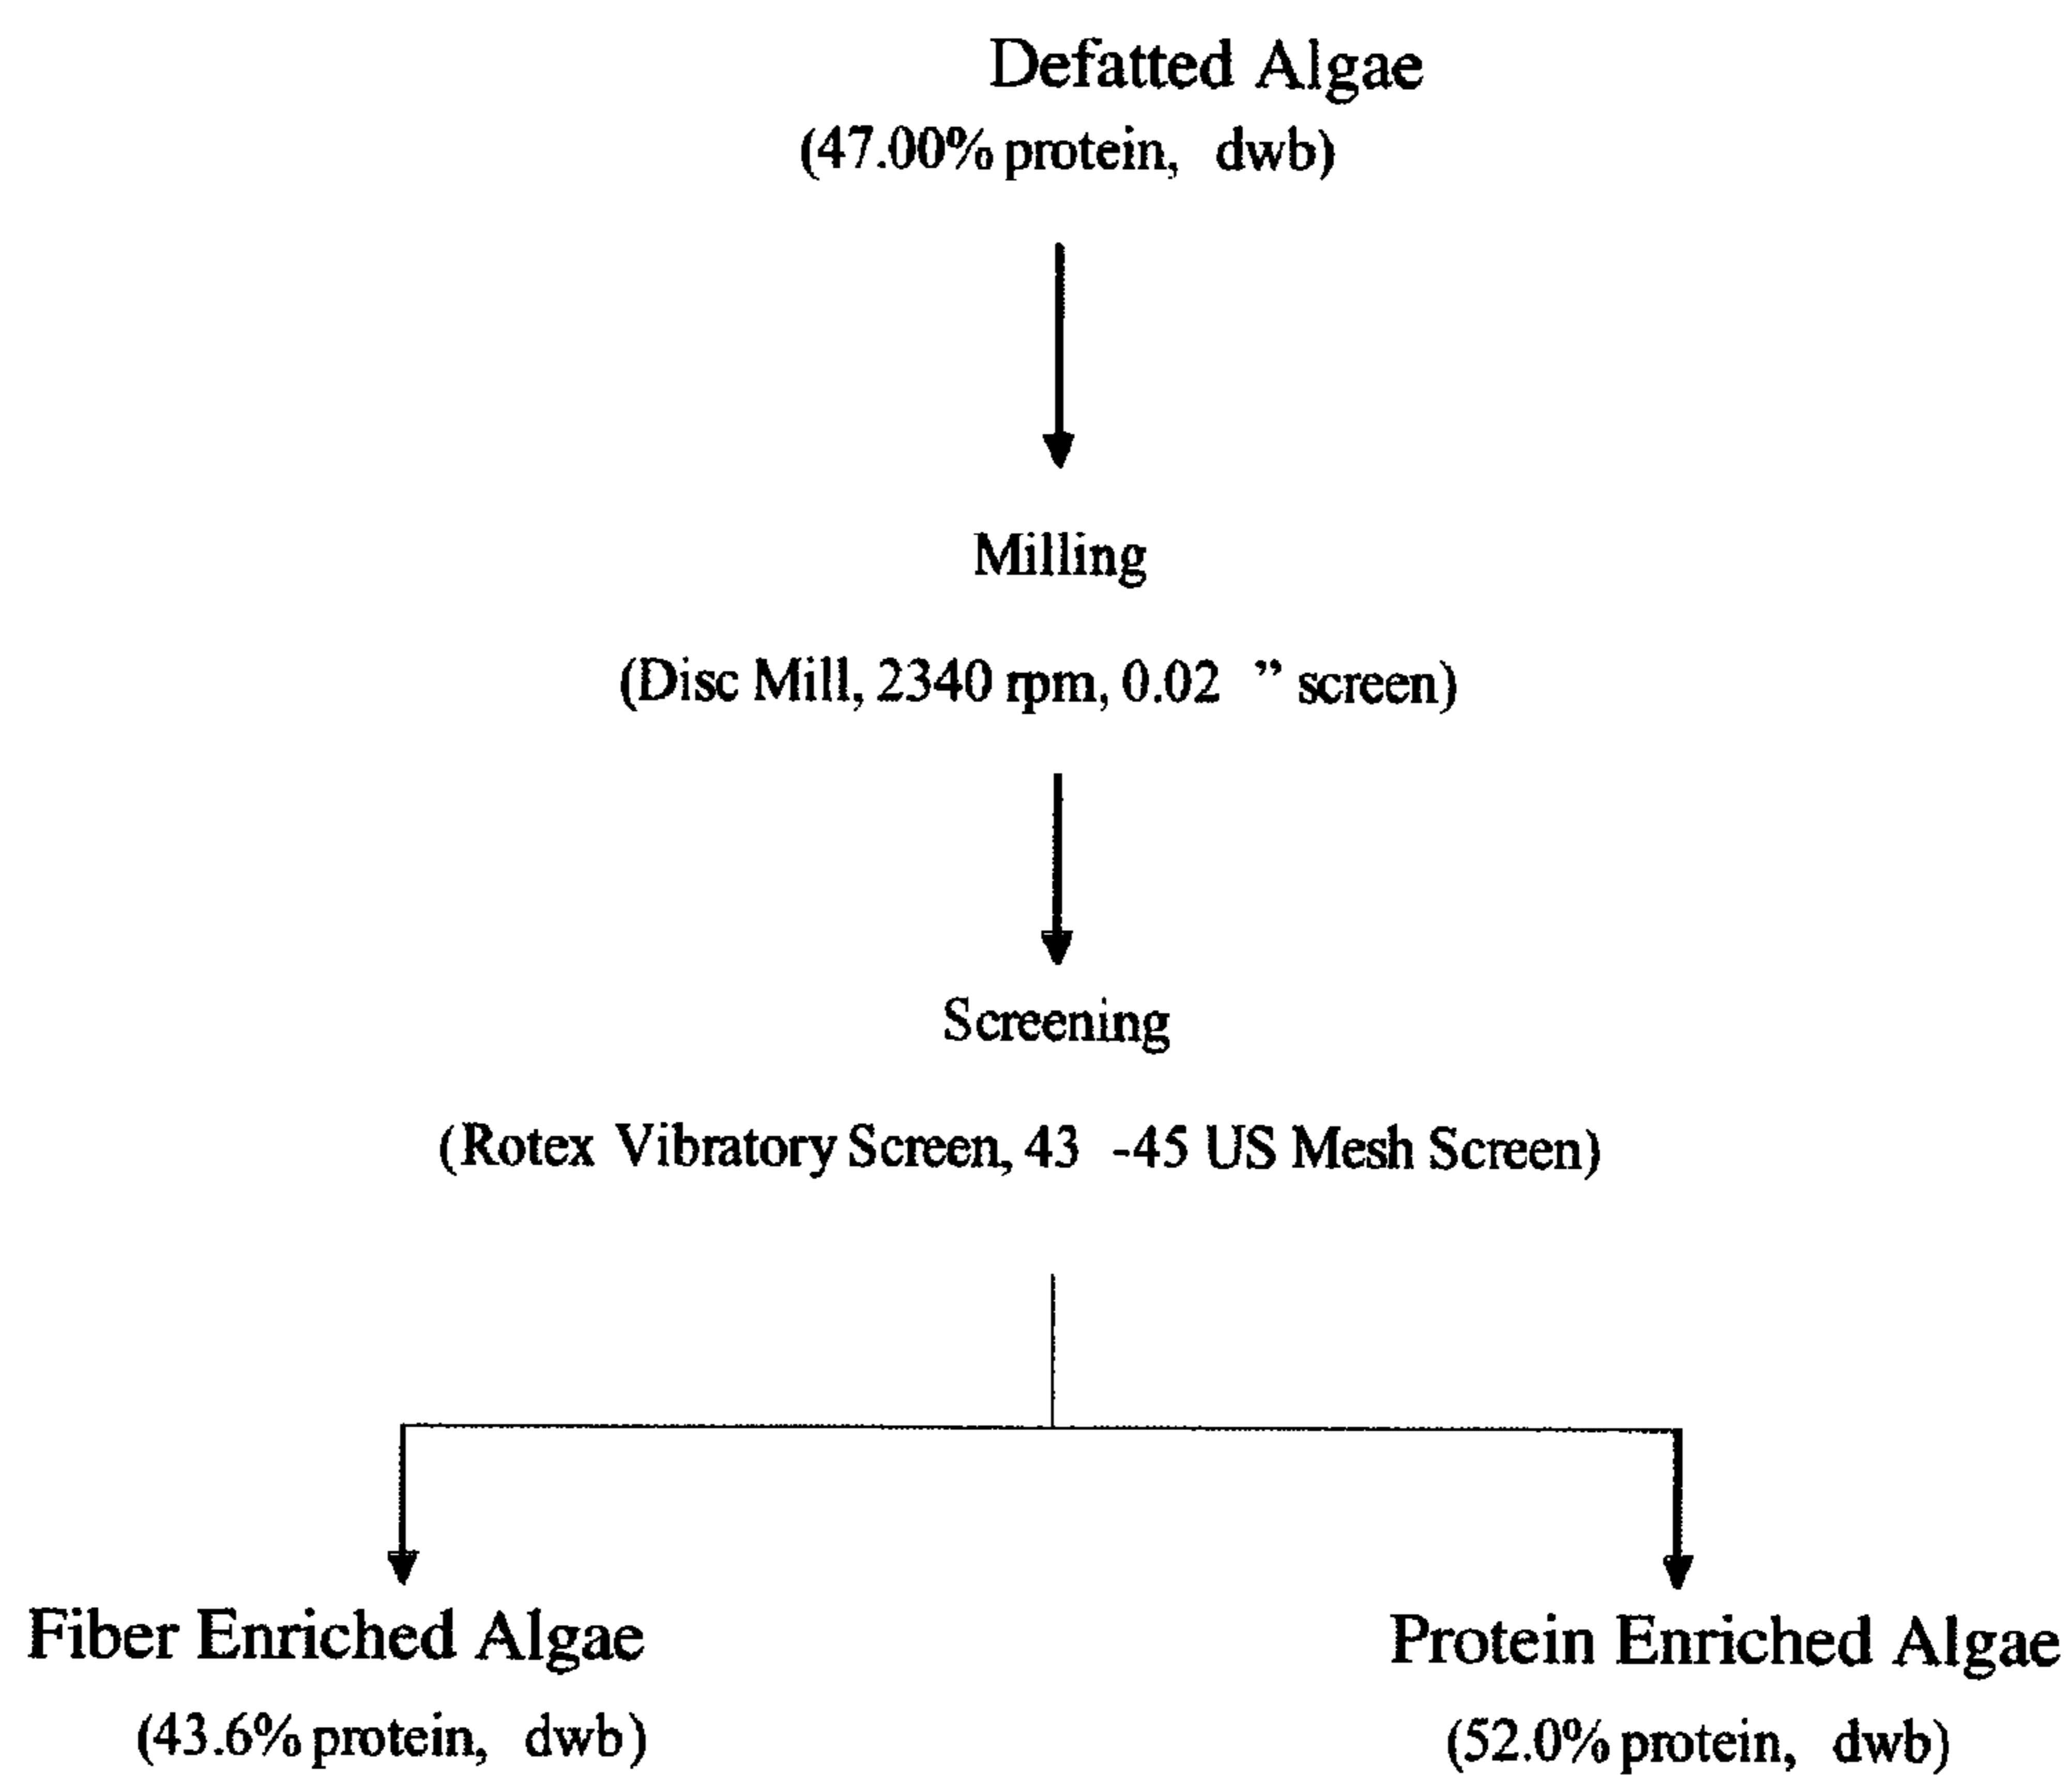 Defatted Algae
(47.00% protein, dwb)
Milling
(Disc Mill, 2340 rpm, 0.02 ” screen)
Screening
(Rotex Vibratory Screen, 43 -45 US Mesh Screen)
Fiber Enriched Algae
(43.6% protein, dwb)
Protein Enriched Algae
(52.0% protein, dwb)